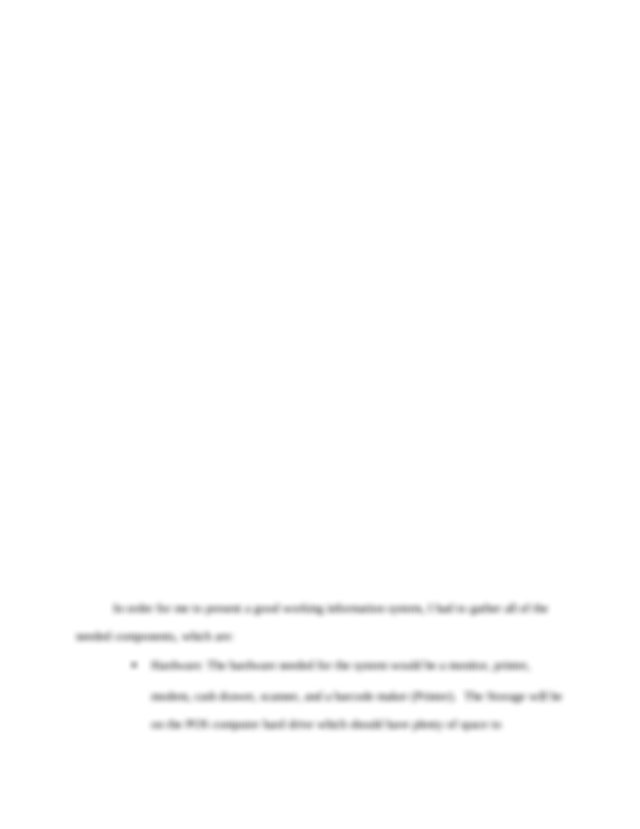 In order for me to present a good working information system, I had to gather all of the
needed components, which are:
• Hardware: The hardware needed for the system would be a monitor, printer,
modem, cash drawer, scanner, and a barcode maker (Printer). The Storage will be
on the POS computer hard drive which should have plenty of space to